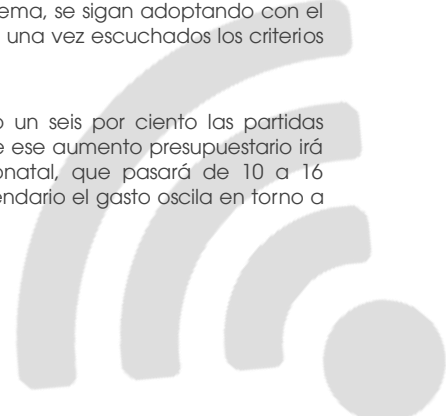 ema, se sigan adoptando con el
una vez escuchados los criterios
un seis por ciento las partidas
e ese aumento presupuestario irá
onatal, que pasará de 10 a 16
endario el gasto oscila en torno a